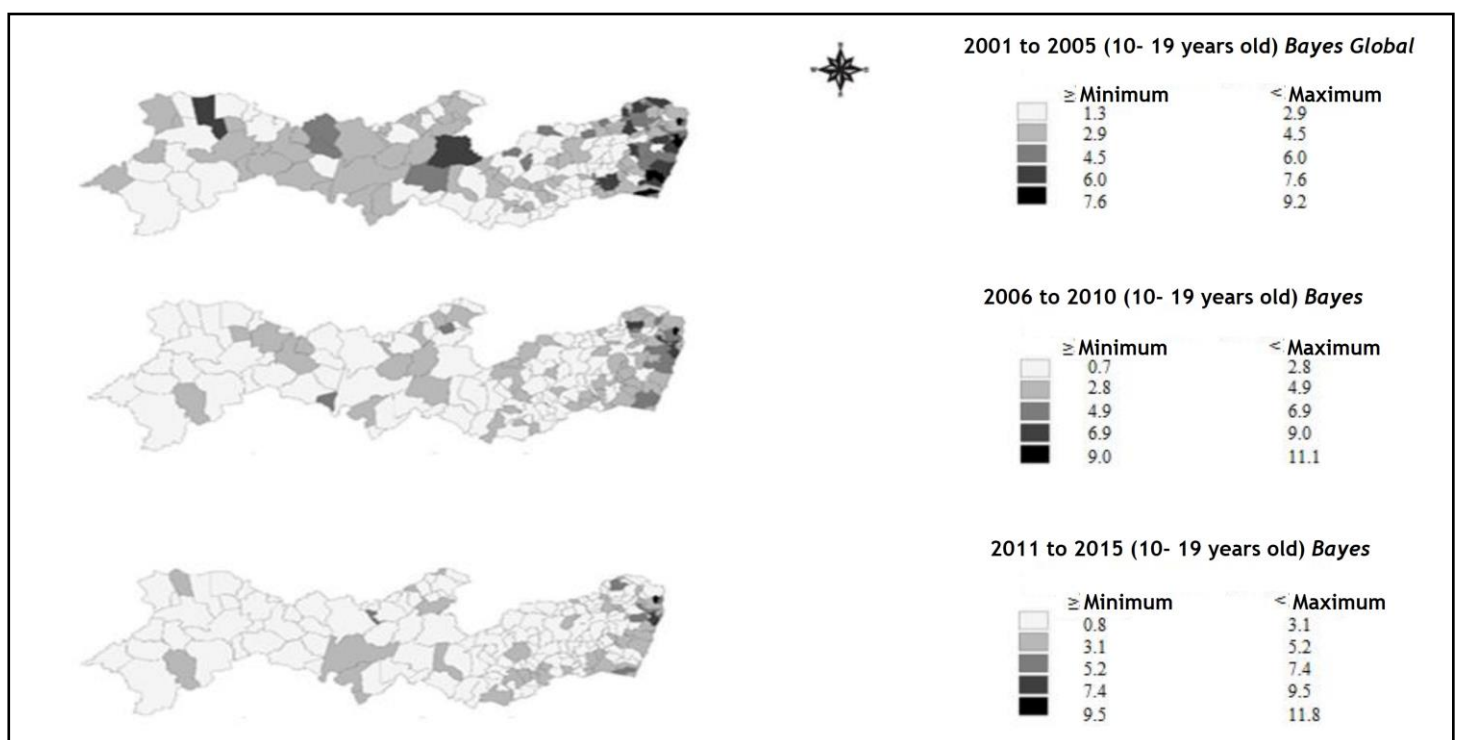 2001 to 2005 (10- 19 years old) Bayes Global
≥ Minimum < Maximum
1.3 2.9
2.9 4.5
4.5 6.0
6.0 7.6
7.6 9.2
2006 to 2010 (10- 19 years old) Bayes
≥ Minimum < Maximum
0.7 2.8
2.8 4.9
4.9 6.9
6.9 9.0
9.0 11.1
2011 to 2015 (10- 19 years old) Bayes
≥ Minimum < Maximum
0.8 3.1
3.1 5.2
5.2 7.4
7.4 9.5
9.5 11.8